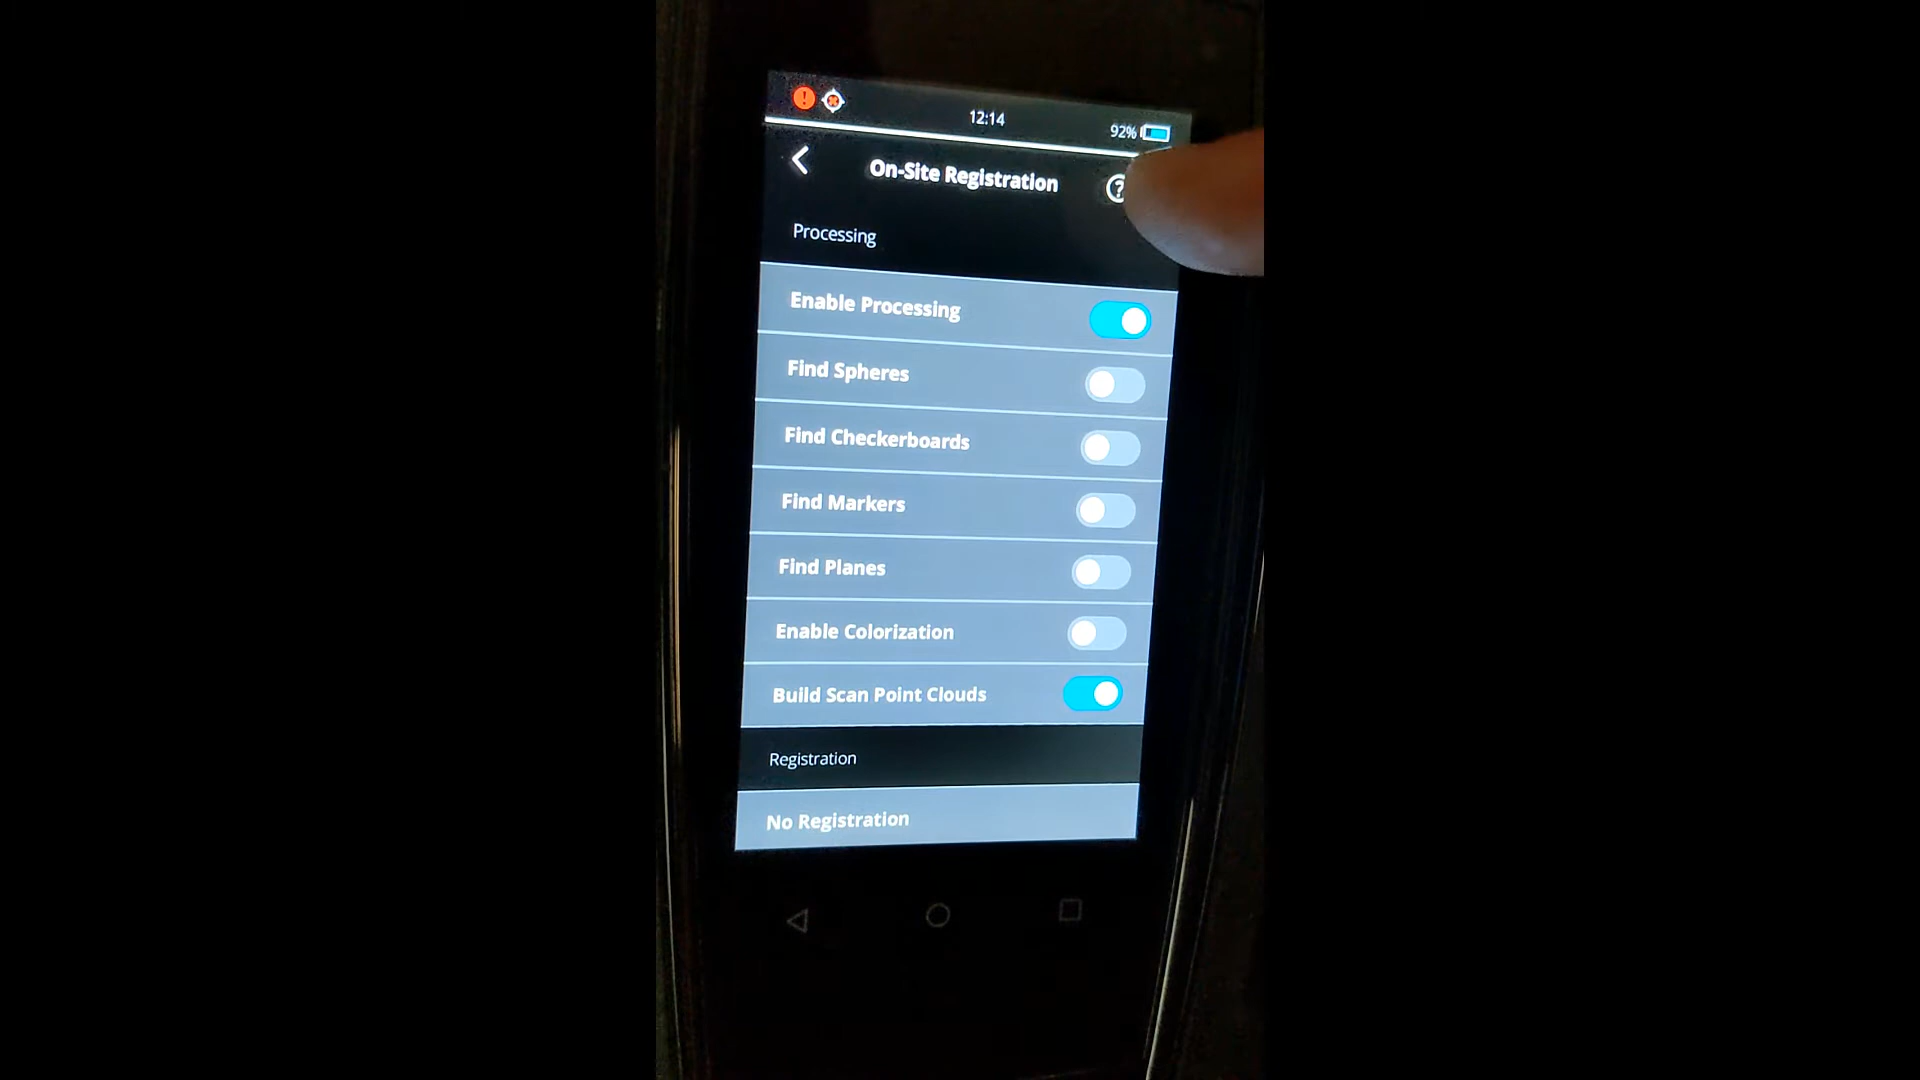 12:14
92%
On-Site Registration
?
Processing
Enable Processing
Find Spheres
Find Checkerboards
Find Markers
Find Planes
Enable Colorization
Build Scan Point Clouds
Registration
No Registration